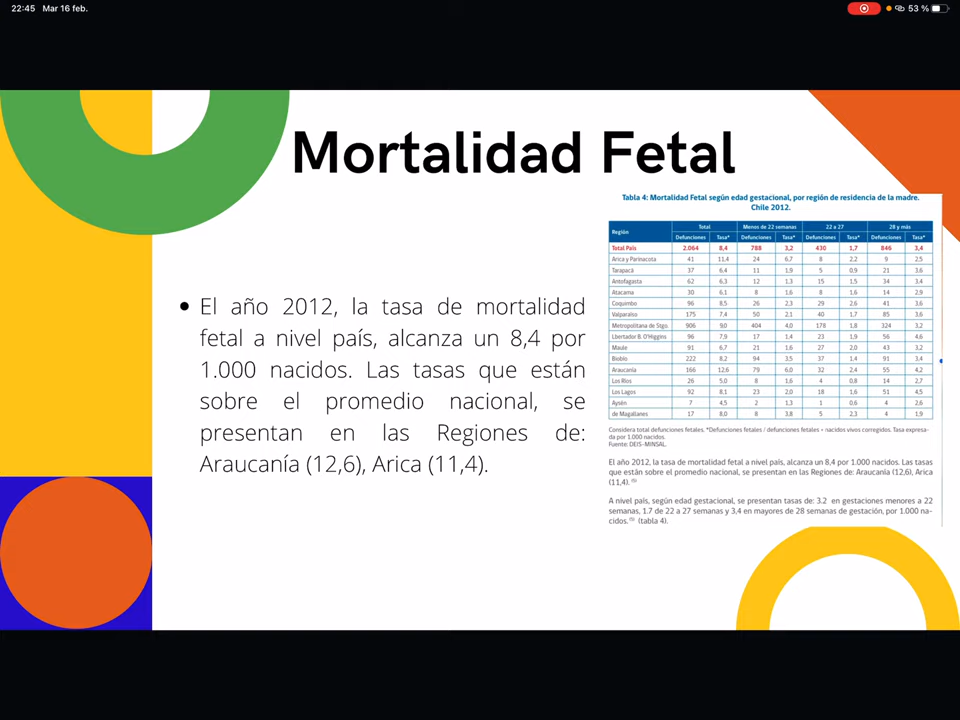 22:45 Mar 16 feb.
53 %
Mortalidad Fetal
• El año 2012, la tasa de mortalidad
fetal a nivel país, alcanza un 8,4 por
1.000 nacidos. Las tasas que están
sobre el promedio nacional, se
presentan en las Regiones de:
Araucanía (12,6), Arica (11,4).
Tabla 4: Mortalidad Fetal según edad gestacional, por región de residencia de la madre.
Chile 2012.
Región Total Menos de 22 semanas 22 a 27 28 y más
Defunciones Tasa* Defunciones Tasa* Defunciones Tasa* Defunciones Tasa*
Total País 2.064 8,4 788 3,2 430 1,7 846 3,4
Arica y Parinacota 41 11,4 24 6,7 8 2,2 9 2,5
Tarapacá 37 6,4 11 1,9 5 0,9 21 3,6
Antofagasta 62 6,3 12 1,3 15 1,5 34 3,4
Atacama 30 6,1 8 1,6 8 1,6 14 2,9
Coquimbo 96 8,5 26 2,3 29 2,6 41 3,6
Valparaíso 175 7,4 50 2,1 40 1,7 85 3,6
Metropolitana de Stgo. 906 9,0 404 4,0 178 1,8 324 3,2
Lbertador B. O'Higgins 96 7,9 17 1,4 23 1,9 56 4,6
Maule 91 6,7 21 1,6 27 2,0 43 3,2
Biobío 222 8,2 94 3,5 37 1,4 91 3,4
Araucanía 166 12,6 79 6,0 32 2,4 55 4,2
Los Ríos 26 5,0 8 1,6 4 0,8 14 2,7
Los Lagos 92 8,1 23 2,0 18 1,6 51 4,5
Aysén 7 4,5 2 1,3 1 0,6 4 2,6
de Magallanes 17 8,0 8 3,8 5 2,3 4 1,9
Considera total defunciones fetales. *Defunciones fetales / defunciones fetales + nacidos vivos corregidos. Tasa expresa-
da por 1.000 nacidos.
Fuente: DEIS-MINSAL.
El año 2012, la tasa de mortalidad fetal a nivel país, alcanza un 8,4 por 1.000 nacidos. Las tasas
que están sobre el promedio nacional, se presentan en las Regiones de: Araucanía (12,6), Arica
(11,4). (5)
A nivel país, según edad gestacional, se presentan tasas de: 3.2 en gestaciones menores a 22
semanas, 1.7 de 22 a 27 semanas y 3,4 en mayores de 28 semanas de gestación, por 1.000 na-
cidos.(5) (tabla 4).